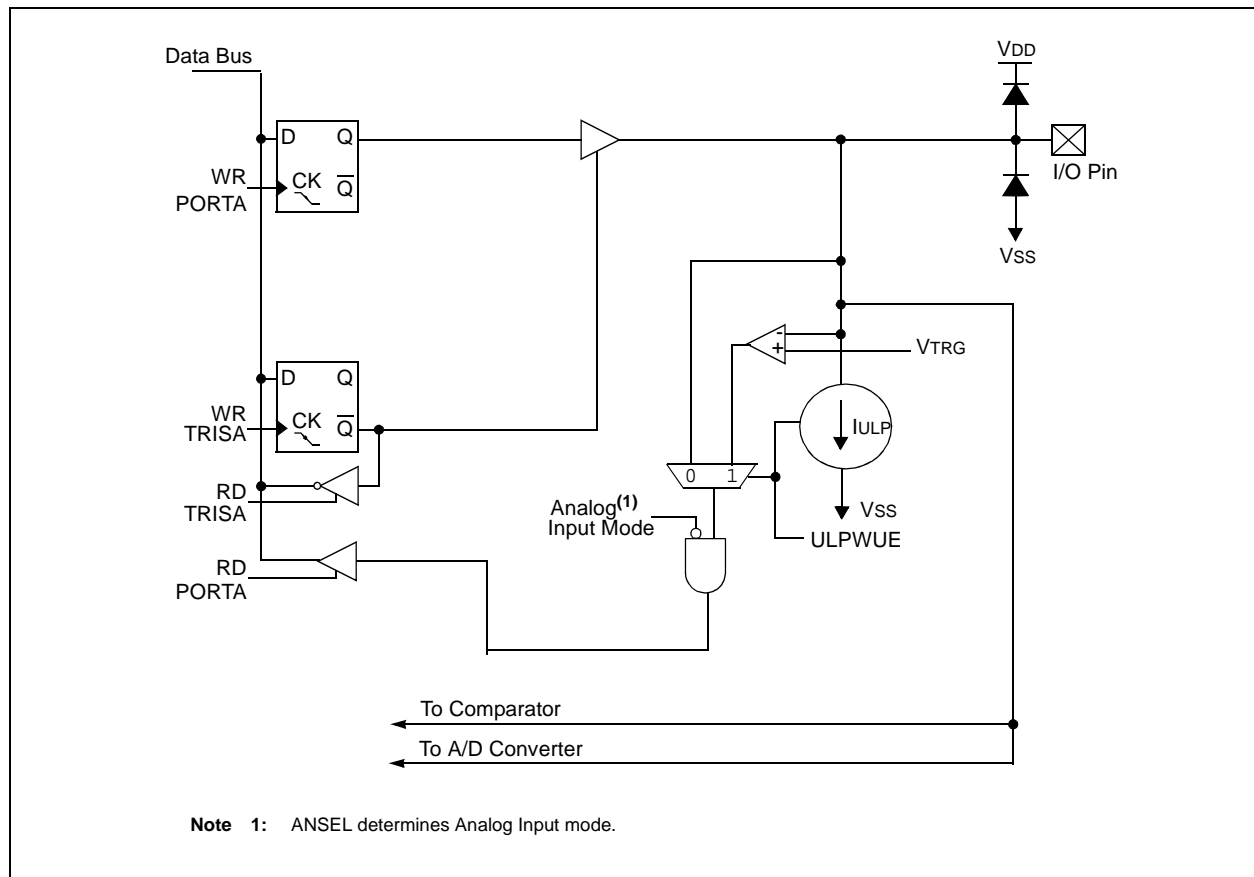 Data Bus
VDD
D Q
WR
PORTA
CK Q
I/O Pin
VSS
-
+
VTRG
D Q
WR
TRISA
CK Q
IULP
RD
TRISA
0 1
Analog(1)
Input Mode
VSS
ULPWUE
RD
PORTA
To Comparator
To A/D Converter
Note 1: ANSEL determines Analog Input mode.